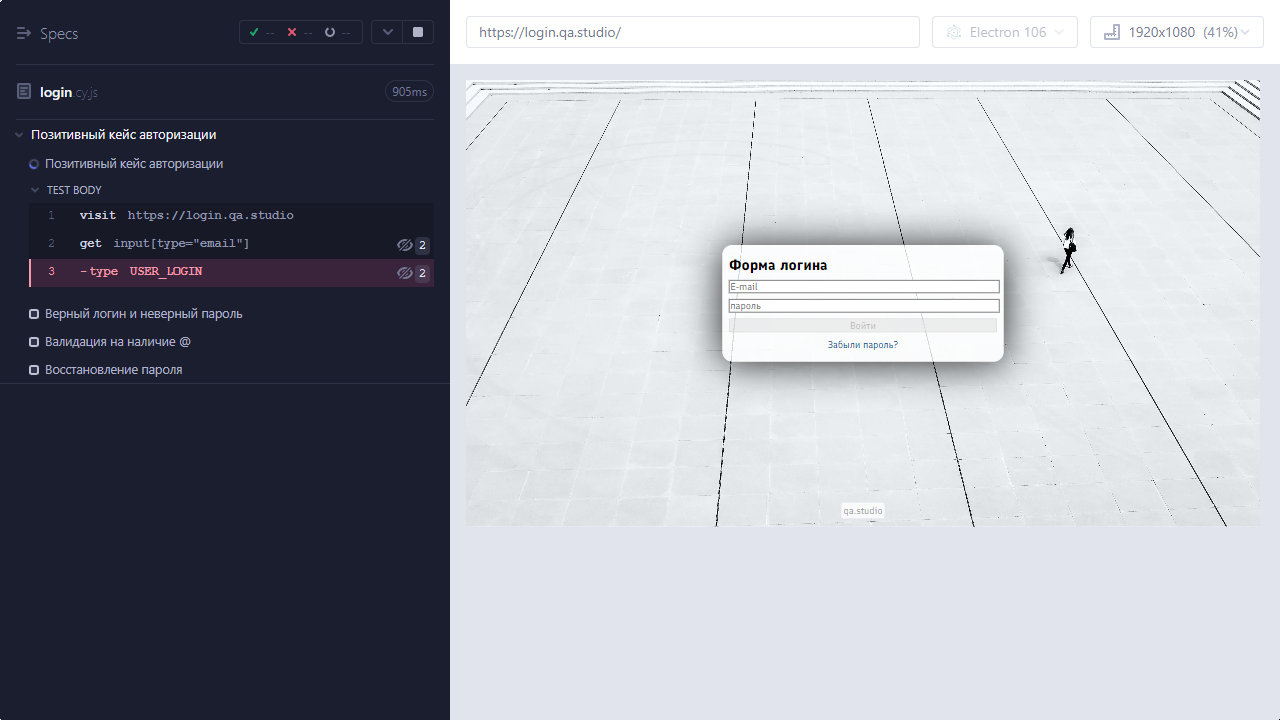 Specs
--
--
--
login.cy.js
905ms
Позитивный кейс авторизации
Позитивный кейс авторизации
TEST BODY
1 visit https://login.qa.studio
2 get input[type="email"] 2
3 -type USER_LOGIN 2
Верный логин и неверный пароль
Валидация на наличие @
Восстановление пароля
https://login.qa.studio/
Electron 106
1920x1080 (41%)
Форма логина
E-mail
пароль
Войти
Забыли пароль?
qa.studio